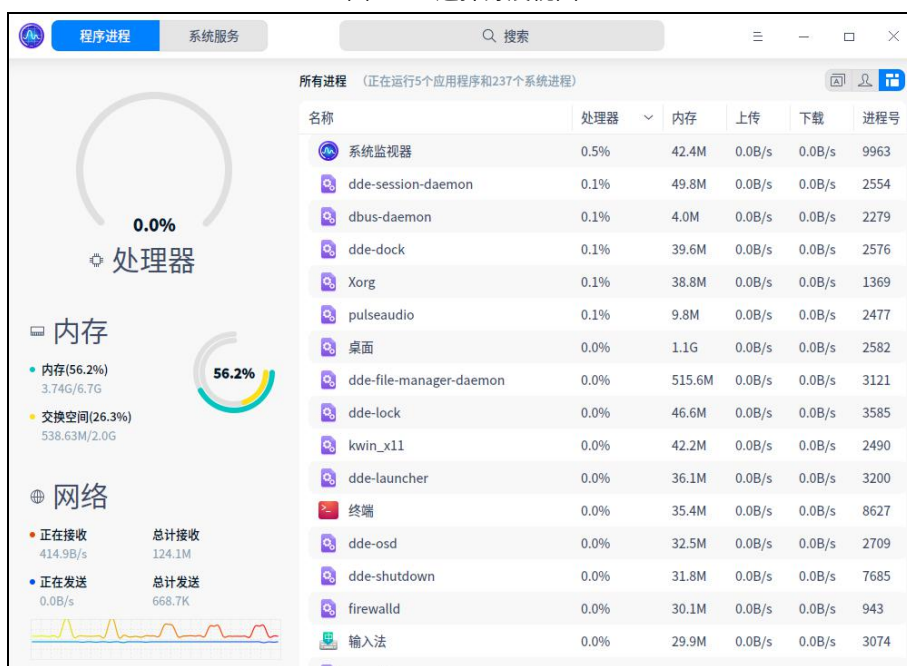 程序进程 系统服务 搜索
所有进程 (正在运行5个应用程序和237个系统进程)
名称 处理器 内存 上传 下载 进程号
系统监视器 0.5% 42.4M 0.0B/s 0.0B/s 9963
dde-session-daemon 0.1% 49.8M 0.0B/s 0.0B/s 2554
dbus-daemon 0.1% 4.0M 0.0B/s 0.0B/s 2279
dde-dock 0.1% 39.6M 0.0B/s 0.0B/s 2576
Xorg 0.1% 38.8M 0.0B/s 0.0B/s 1369
pulseaudio 0.1% 9.8M 0.0B/s 0.0B/s 2477
桌面 0.0% 1.1G 0.0B/s 0.0B/s 2582
dde-file-manager-daemon 0.0% 515.6M 0.0B/s 0.0B/s 3121
dde-lock 0.0% 46.6M 0.0B/s 0.0B/s 3585
kwin_x11 0.0% 42.2M 0.0B/s 0.0B/s 2490
dde-launcher 0.0% 36.1M 0.0B/s 0.0B/s 3200
终端 0.0% 35.4M 0.0B/s 0.0B/s 8627
dde-osd 0.0% 32.5M 0.0B/s 0.0B/s 2709
dde-shutdown 0.0% 31.8M 0.0B/s 0.0B/s 7685
firewalld 0.0% 30.1M 0.0B/s 0.0B/s 943
输入法 0.0% 29.9M 0.0B/s 0.0B/s 3074
0.0%
处理器
内存
内存(56.2%)
3.74G/6.7G
56.2%
交换空间(26.3%)
538.63M/2.0G
网络
正在接收 总计接收
414.9B/s 124.1M
正在发送 总计发送
0.0B/s 668.7K